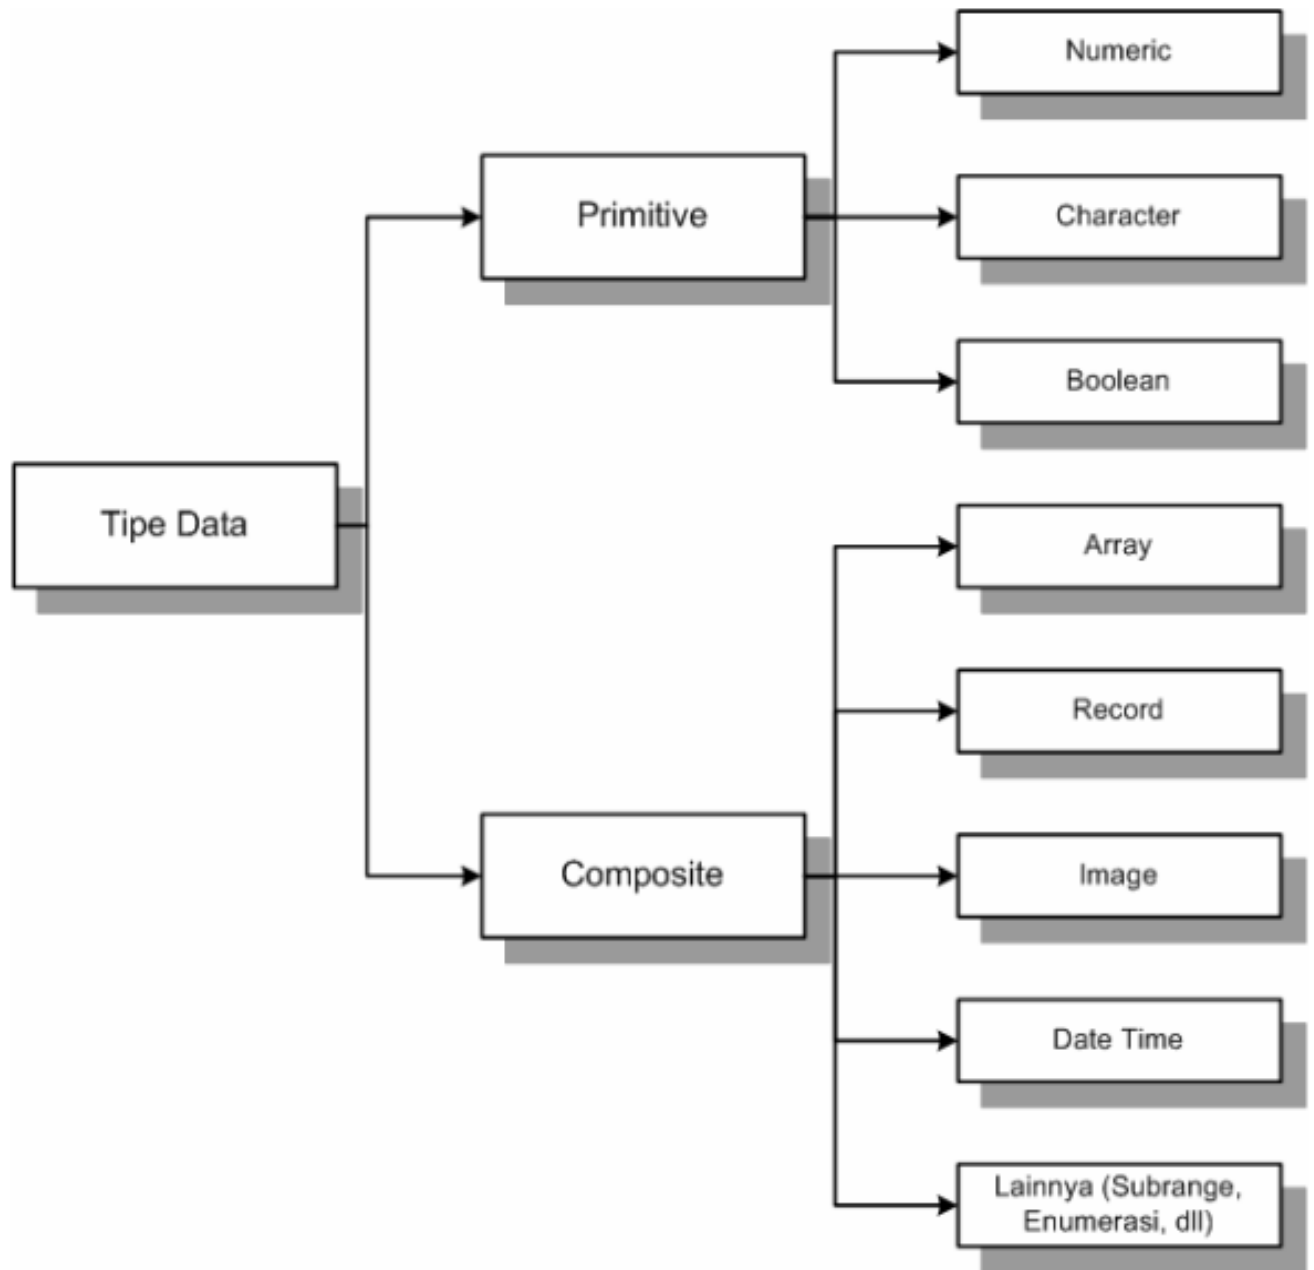 Numeric
Primitive
Character
Boolean
Tipe Data
Array
Record
Composite
Image
Date Time
Lainnya (Subrange,
Enumerasi, dll)